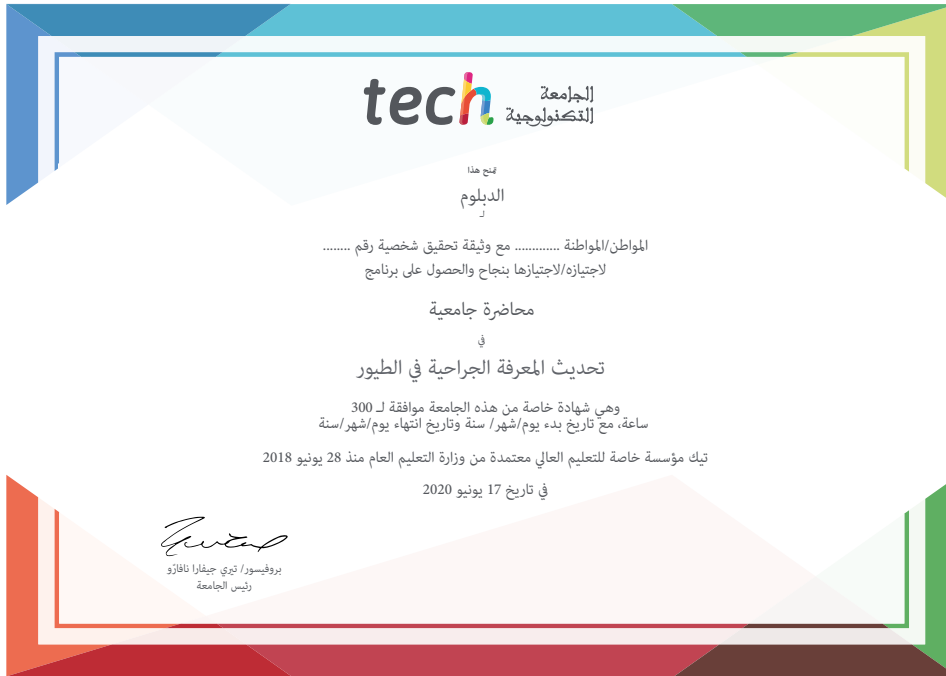 tech
الجامعة
التكنولوجية
تمنح هذا
الدبلوم
لـ
المواطن/المواطنة ............. مع وثيقة تحقيق شخصية رقم ........
لاجتيازه/لاجتيازها بنجاح والحصول على برنامج
محاضرة جامعية
في
تحديث المعرفة الجراحية في الطيور
وهي شهادة خاصة من هذه الجامعة موافقة لـ 300
ساعة، مع تاريخ بدء يوم/شهر/ سنة وتاريخ انتهاء يوم/شهر/سنة
تيك مؤسسة خاصة للتعليم العالي معتمدة من وزارة التعليم العام منذ 28 يونيو 2018
في تاريخ 17 يونيو 2020
بروفيسور/ تيري جيفارا نافارّو
رئيس الجامعة